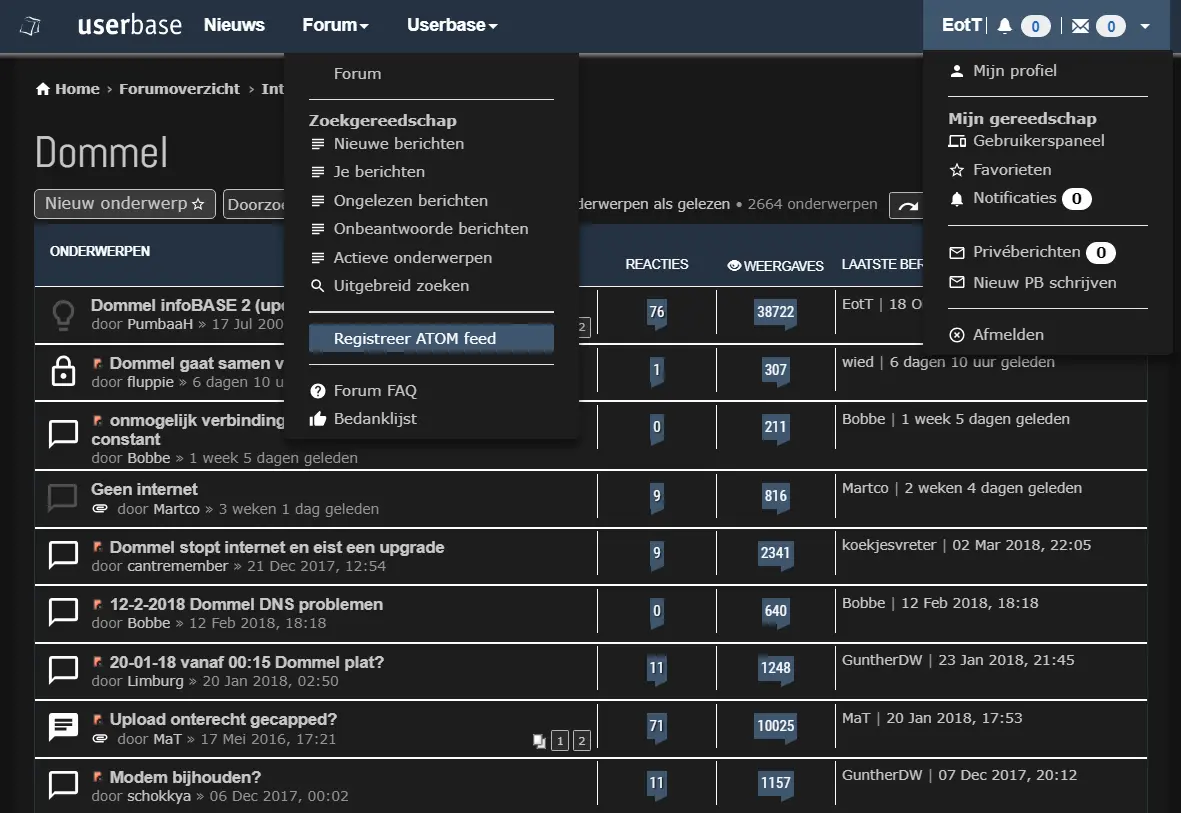 userbase Nieuws Forum Userbase EotT 0 0
Forum
Mijn profiel
Home › Forumoverzicht ›
Zoekgereedschap
Mijn gereedschap
Nieuwe berichten
Gebruikerspaneel
Dommel
Je berichten
Favorieten
Ongelezen berichten
Notificaties 0
Nieuw onderwerp
als gelezen • 2664 onderwerpen
Onbeantwoorde berichten
Actieve onderwerpen
Privéberichten 0
ONDERWERPEN REACTIES WEERGAVES LAATSTE
Uitgebreid zoeken
Nieuw PB schrijven
Dommel infoBASE 2
door PumbaaH » 17 Jul
2
76 38722 EotT | 18
Registreer ATOM feed
Afmelden
Dommel gaat samen
door fluppie » 6 dagen 10
1 307 wied | 6 dagen 10 uur geleden
Forum FAQ
Bedanklijst
onmogelijk verbinding
constant
door Bobbe » 1 week 5 dagen geleden
0 211 Bobbe | 1 week 5 dagen geleden
Geen internet
door Martco » 3 weken 1 dag geleden
9 816 Martco | 2 weken 4 dagen geleden
Dommel stopt internet en eist een upgrade
door cantremember » 21 Dec 2017, 12:54
9 2341 koekjesvreter | 02 Mar 2018, 22:05
12-2-2018 Dommel DNS problemen
door Bobbe » 12 Feb 2018, 18:18
0 640 Bobbe | 12 Feb 2018, 18:18
20-01-18 vanaf 00:15 Dommel plat?
door Limburg » 20 Jan 2018, 02:50
11 1248 GuntherDW | 23 Jan 2018, 21:45
Upload onterecht gecapped?
door MaT » 17 Mei 2016, 17:21
1 2
71 10025 MaT | 20 Jan 2018, 17:53
Modem bijhouden?
door schokkya » 06 Dec 2017, 00:02
11 1157 GuntherDW | 07 Dec 2017, 20:12